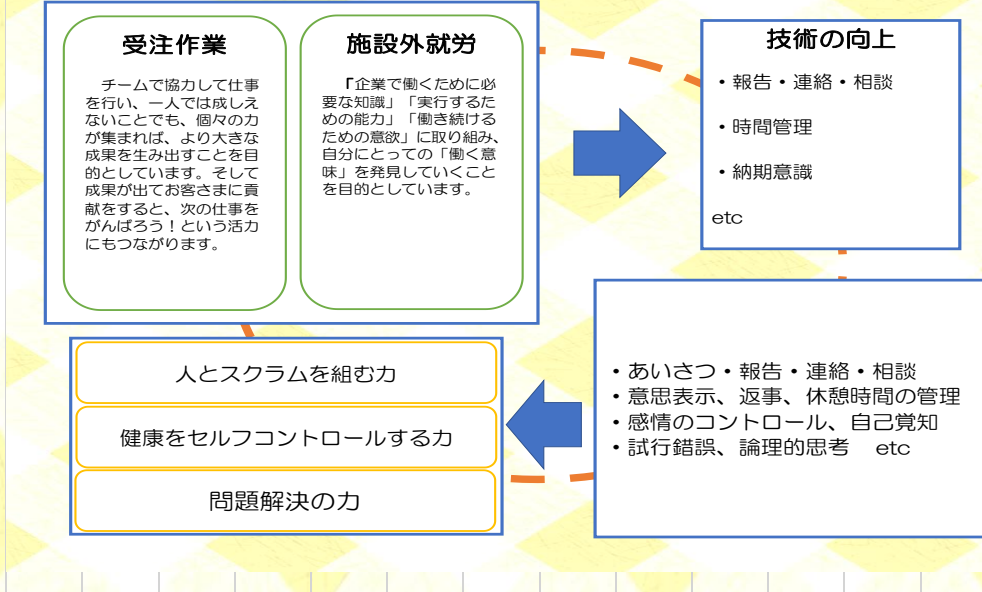 受注作業
チームで協力して仕事
を行い、一人では成しえ
ないことでも、個々の力
が集まれば、より大きな
成果を生み出すことを目
的としています。そして
成果が出てお客さまに貢
献をすると、次の仕事を
がんばろう！という活力
にもつながります。
施設外就労
「企業で働くために必
要な知識」「実行するた
めの能力」「働き続ける
ための意欲」に取り組み、
自分にとっての「働く意
味」を発見していくこと
を目的としています。
技術の向上
・報告・連絡・相談
・時間管理
・納期意識
etc
・あいさつ・報告・連絡・相談
・意思表示、返事、休憩時間の管理
・感情のコントロール、自己覚知
・試行錯誤、論理的思考　etc
人とスクラムを組む力
健康をセルフコントロールする力
問題解決の力